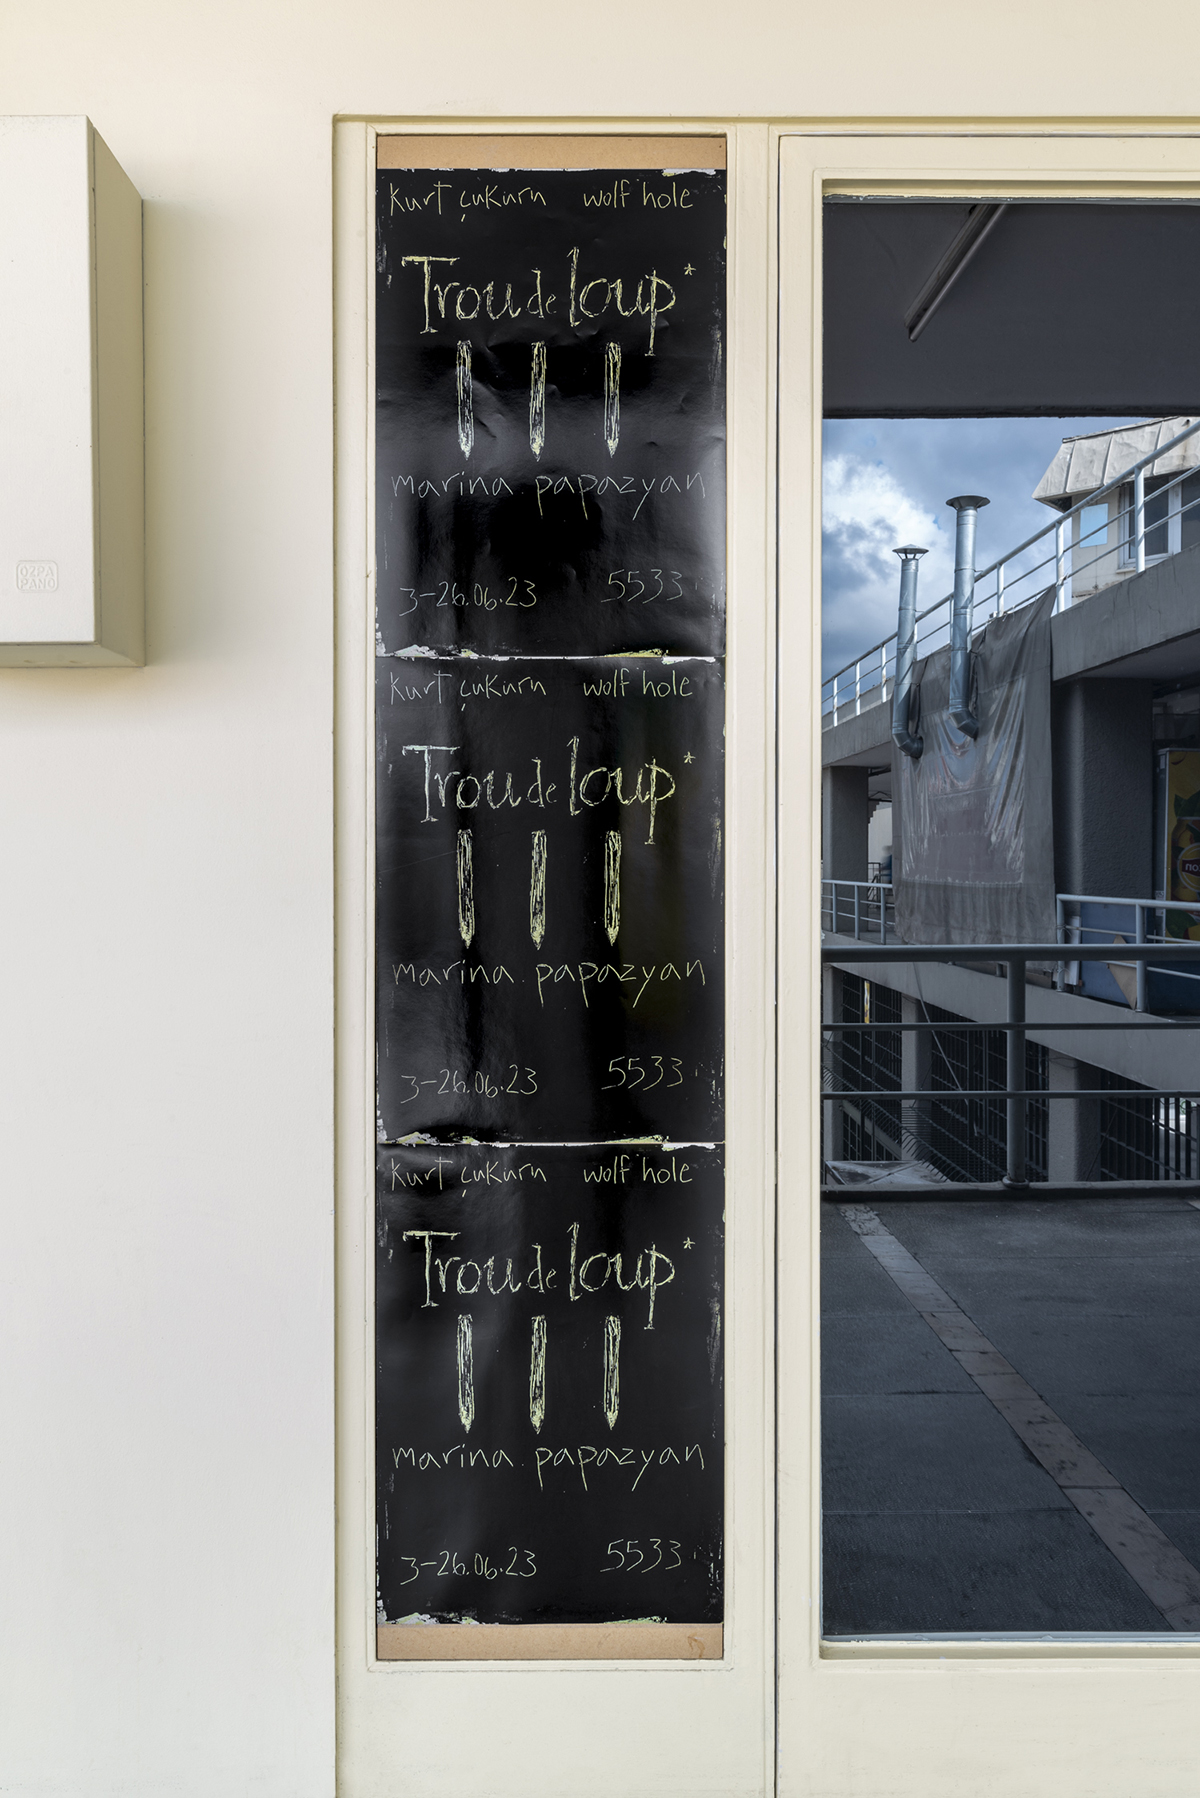 kurt çukuru wolf hole
Trou de loup*
marina papazyan
3-26.06.23 5533
kurt çukuru wolf hole
Trou de loup*
marina papazyan
3-26.06.23 5533
kurt çukuru wolf hole
Trou de loup*
marina papazyan
3-26.06.23 5533
OZPA
PANO